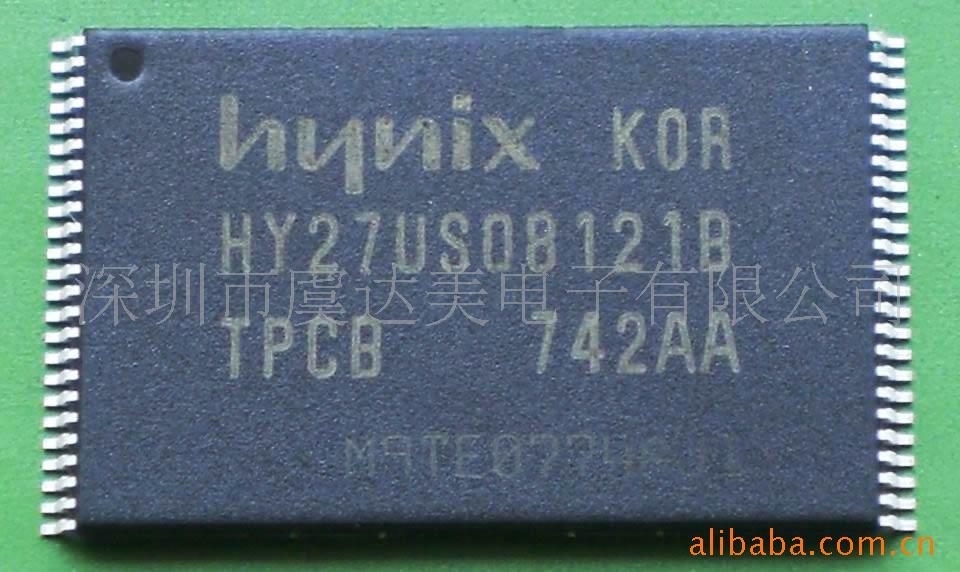 hynix KOR
HY27US08121B
深圳市虞达美电子有限公司
TPCB 742AA
alibaba.com.cn